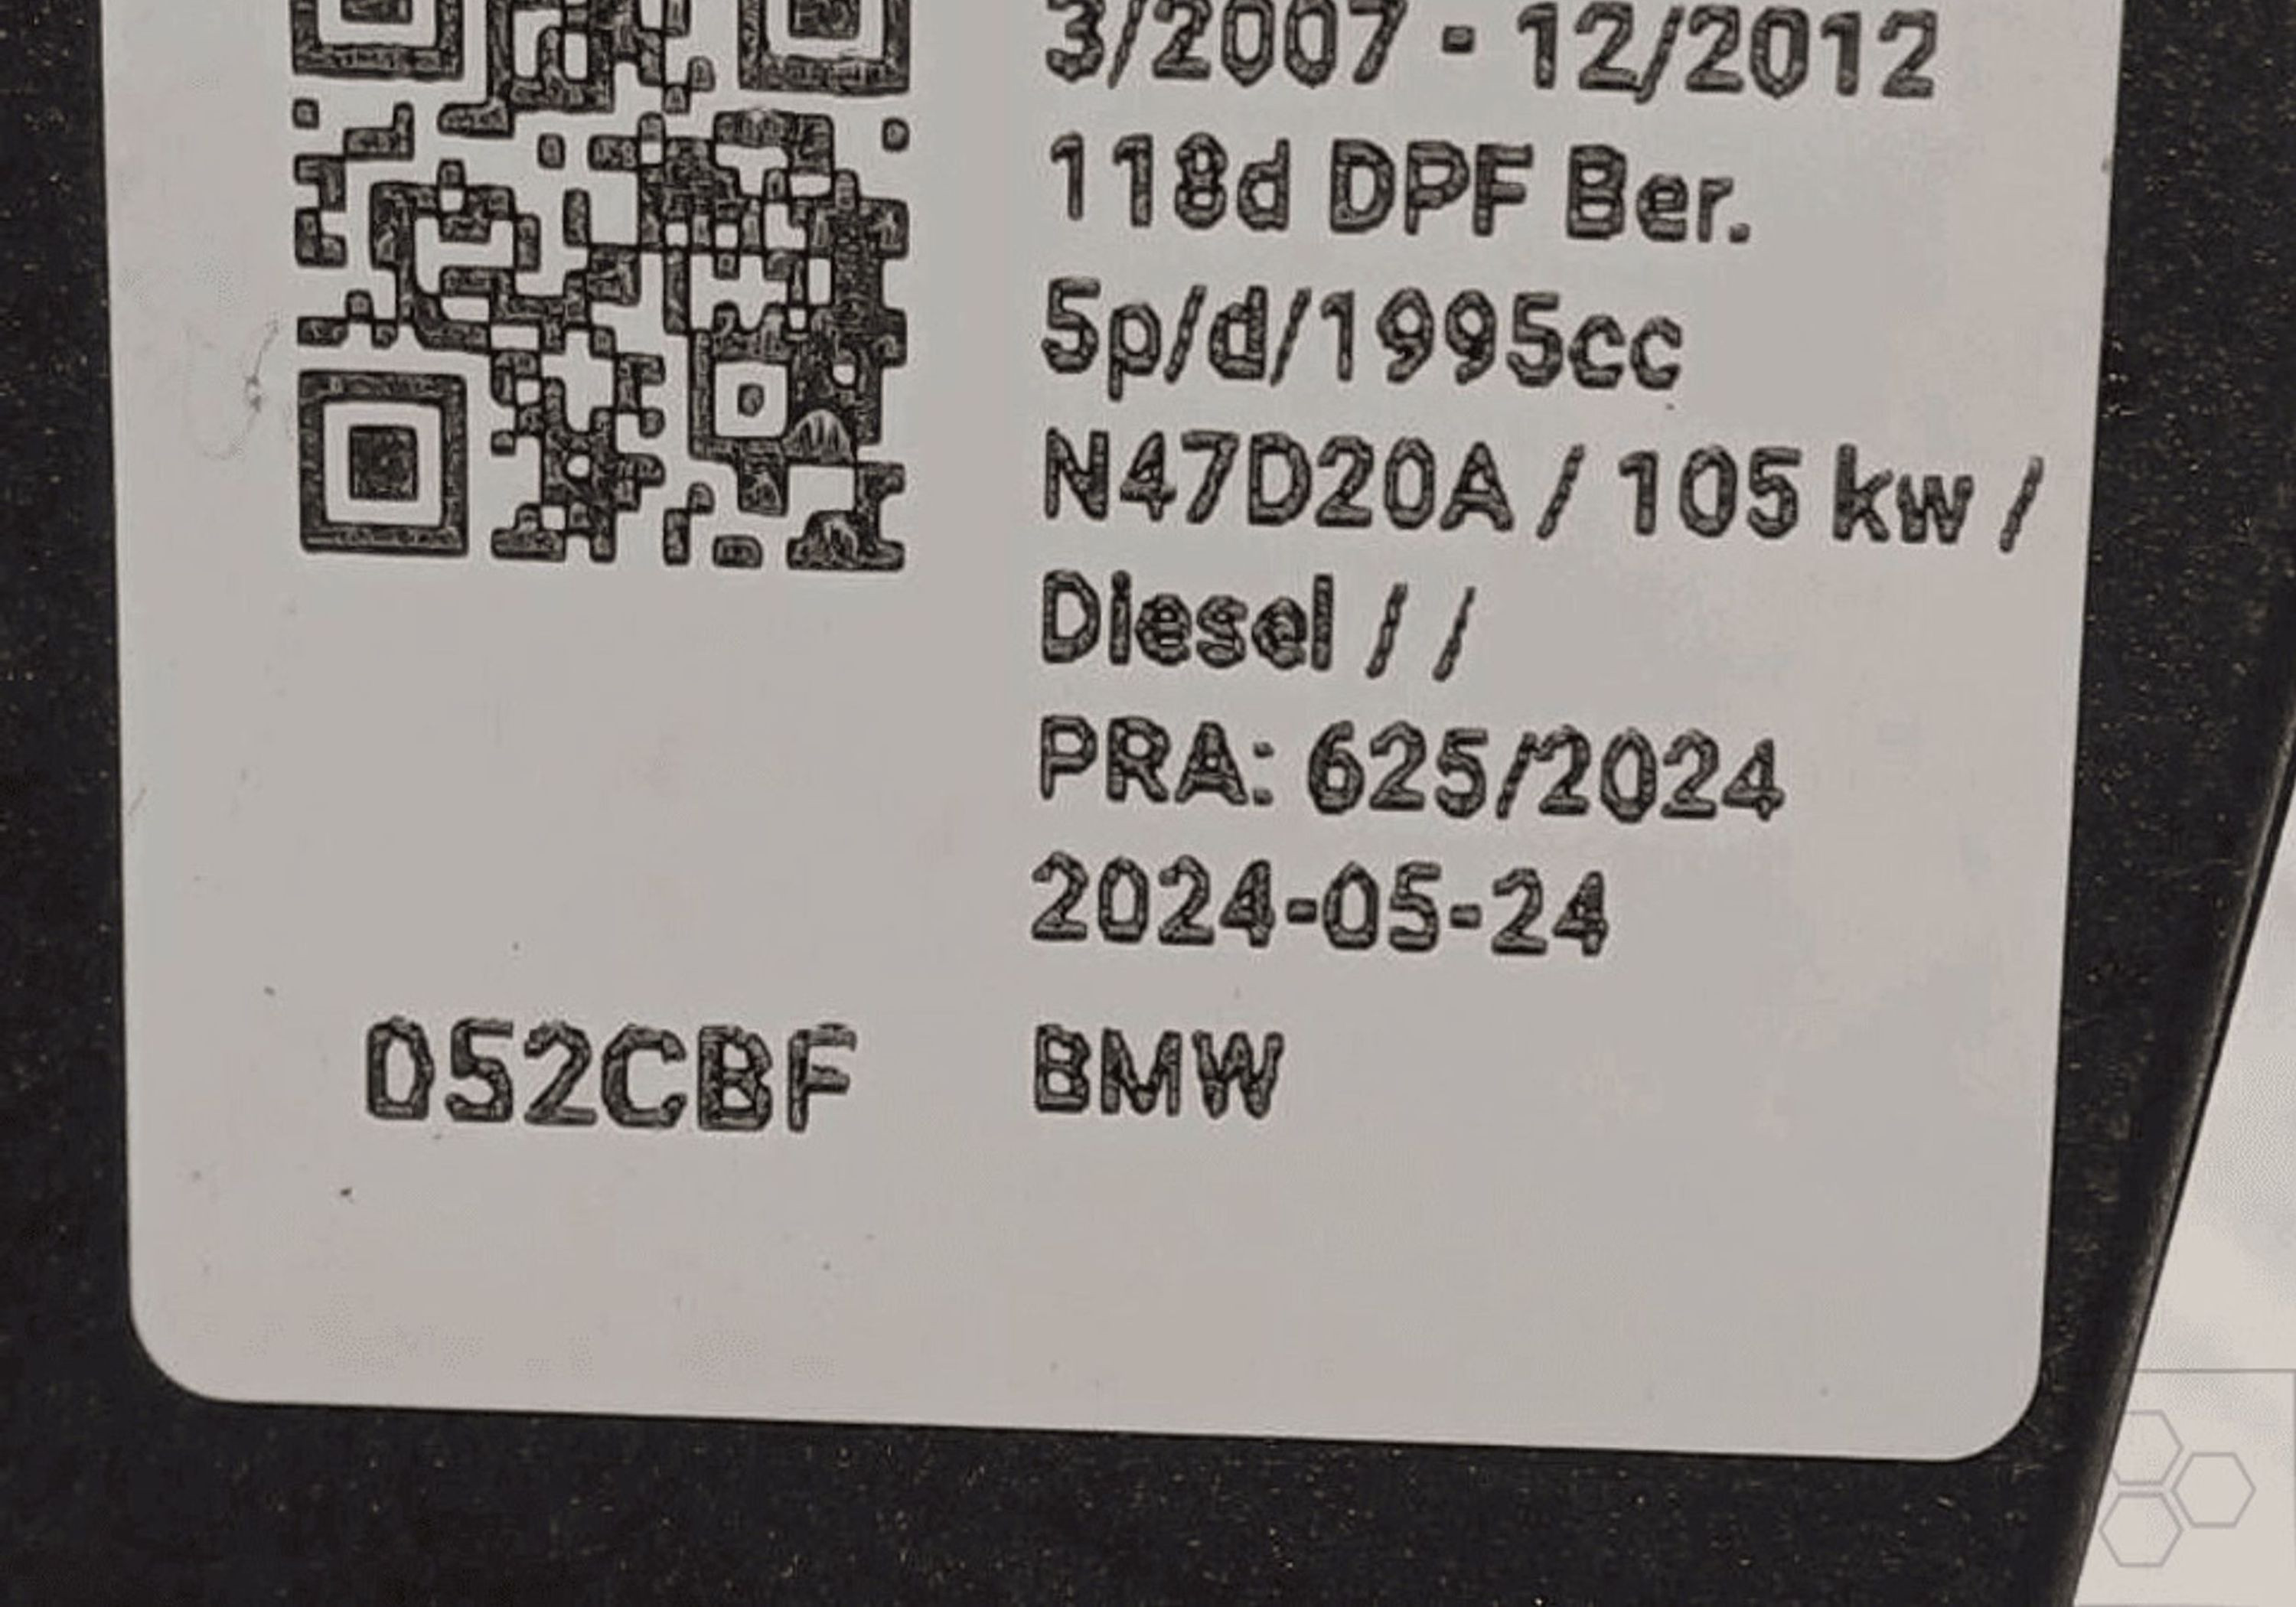 3/2007 - 12/2012
118d DPF Ber.
5p/d/1995cc
N47D20A / 105 kw /
Diesel / /
PRA: 625/2024
2024-05-24
052CBF BMW